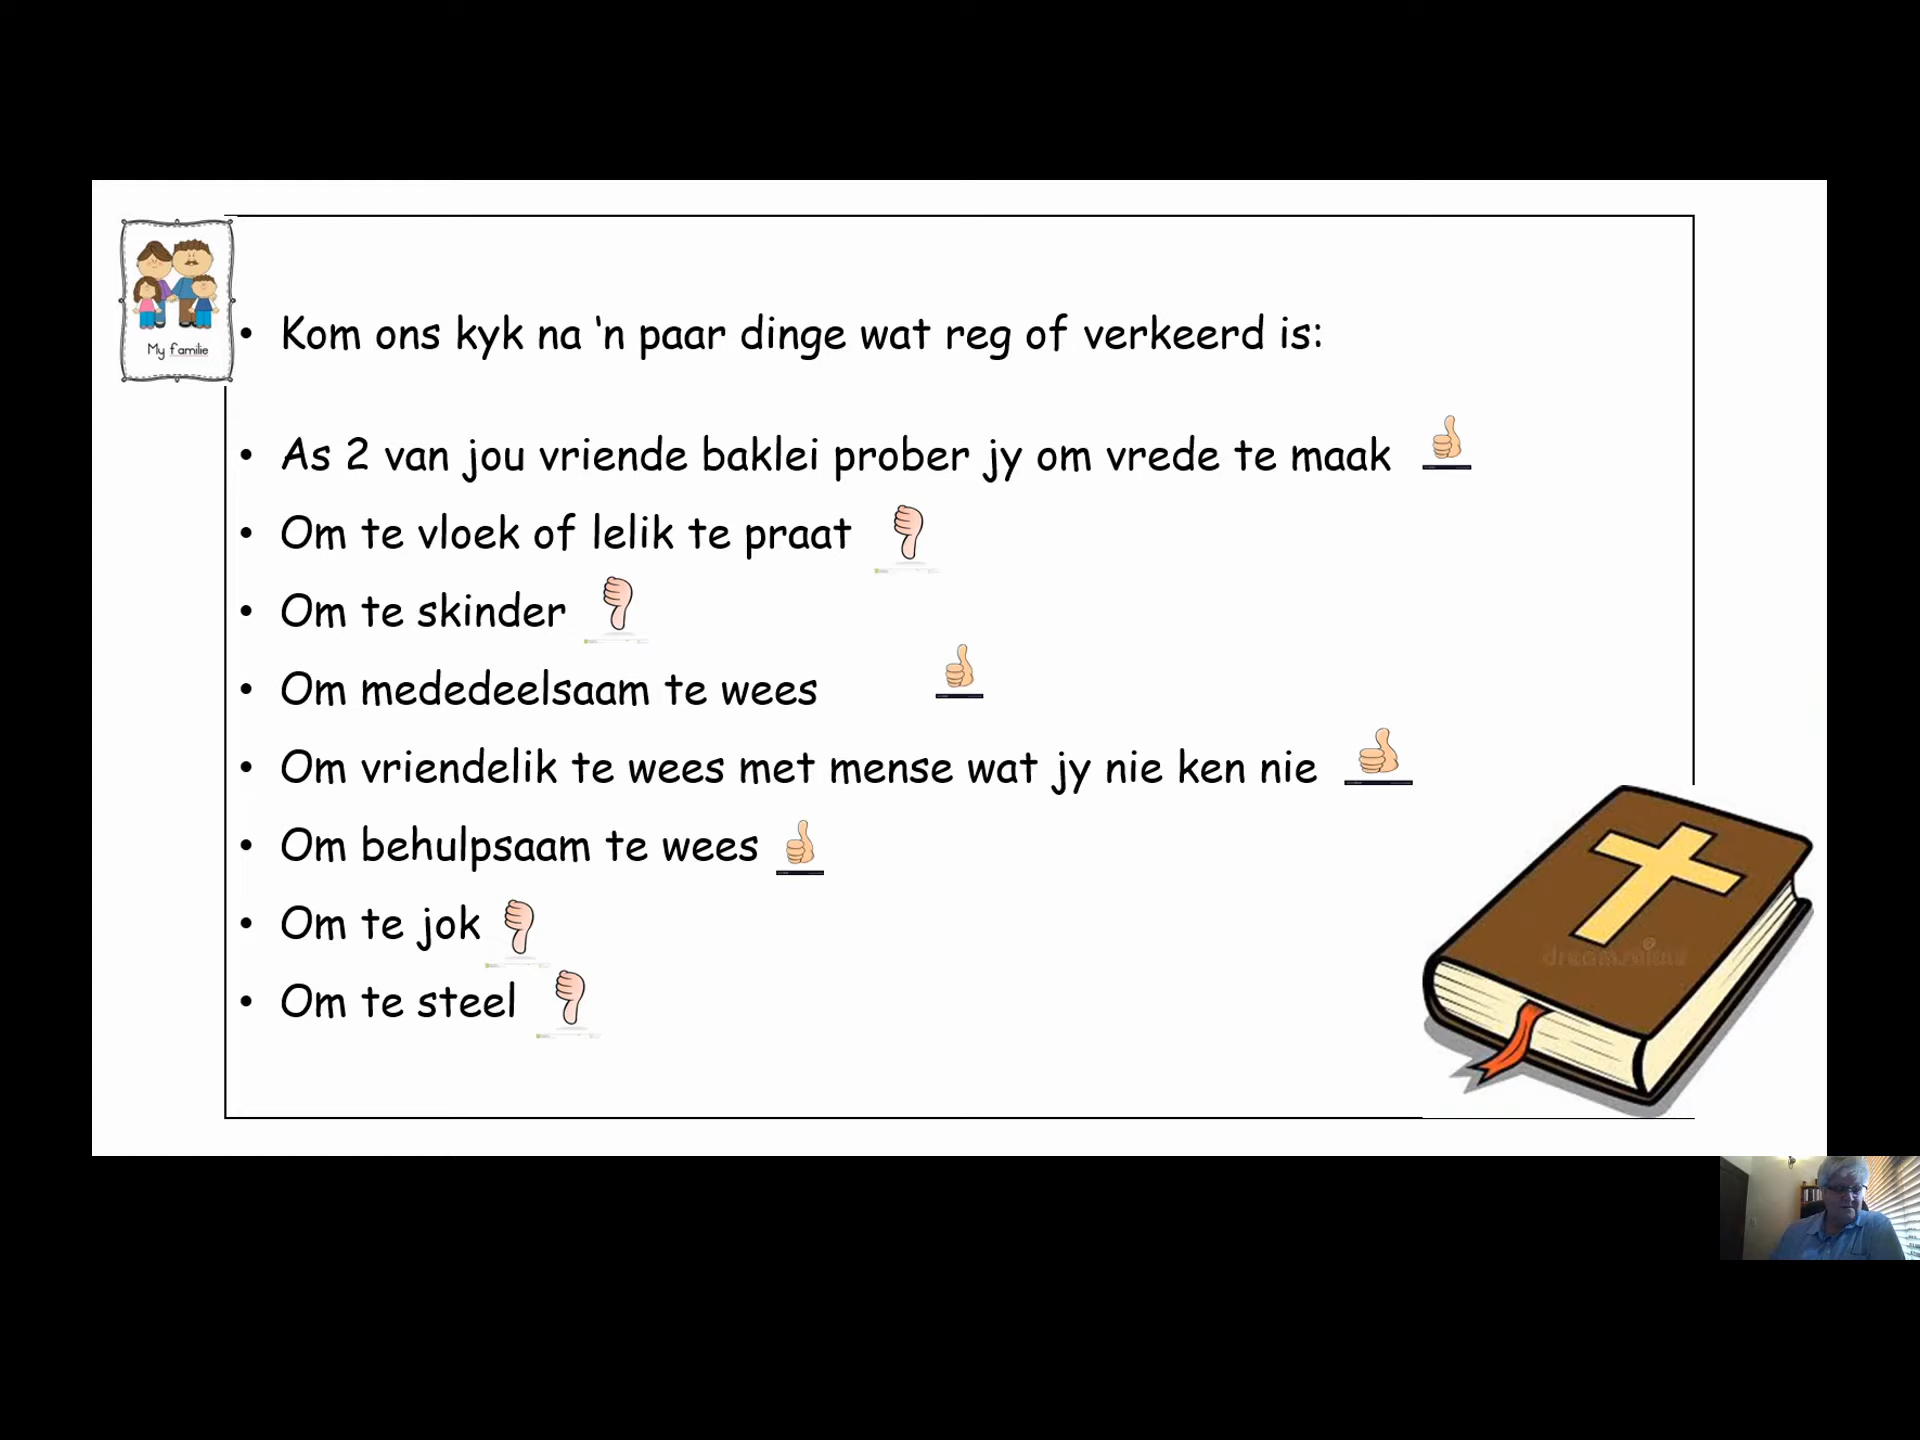 My familie
• Kom ons kyk na ‘n paar dinge wat reg of verkeerd is:
• As 2 van jou vriende baklei prober jy om vrede te maak
• Om te vloek of lelik te praat
• Om te skinder
• Om mededeelsaam te wees
• Om vriendelik te wees met mense wat jy nie ken nie
• Om behulpsaam te wees
• Om te jok
• Om te steel
dreamstime